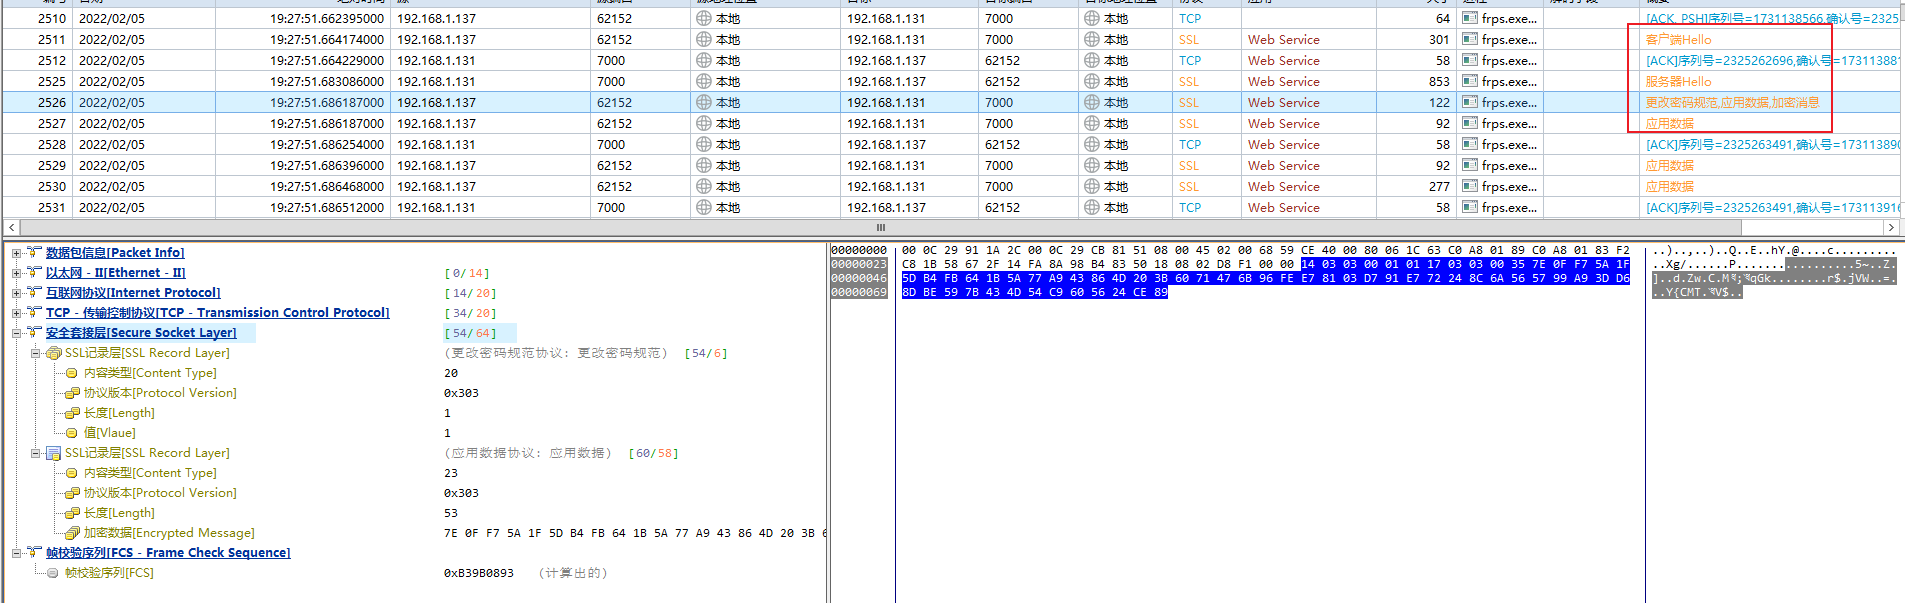 2510 2022/02/05 19:27:51.662395000 192.168.1.137 62152 本地 192.168.1.131 7000 本地 TCP 64 frps.exe... [ACK, PSH]序列号=1731138566,确认号=2325
2511 2022/02/05 19:27:51.664174000 192.168.1.137 62152 本地 192.168.1.131 7000 本地 SSL Web Service 301 frps.exe... 客户端Hello
2512 2022/02/05 19:27:51.664229000 192.168.1.131 7000 本地 192.168.1.137 62152 本地 TCP Web Service 58 frps.exe... [ACK]序列号=2325262696,确认号=173113881
2525 2022/02/05 19:27:51.683086000 192.168.1.131 7000 本地 192.168.1.137 62152 本地 SSL Web Service 853 frps.exe... 服务器Hello
2526 2022/02/05 19:27:51.686187000 192.168.1.137 62152 本地 192.168.1.131 7000 本地 SSL Web Service 122 frps.exe... 更改密码规范,应用数据,加密消息
2527 2022/02/05 19:27:51.686187000 192.168.1.137 62152 本地 192.168.1.131 7000 本地 SSL Web Service 92 frps.exe... 应用数据
2528 2022/02/05 19:27:51.686254000 192.168.1.131 7000 本地 192.168.1.137 62152 本地 TCP Web Service 58 frps.exe... [ACK]序列号=2325263491,确认号=173113890
2529 2022/02/05 19:27:51.686396000 192.168.1.137 62152 本地 192.168.1.131 7000 本地 SSL Web Service 92 frps.exe... 应用数据
2530 2022/02/05 19:27:51.686468000 192.168.1.137 62152 本地 192.168.1.131 7000 本地 SSL Web Service 277 frps.exe... 应用数据
2531 2022/02/05 19:27:51.686512000 192.168.1.131 7000 本地 192.168.1.137 62152 本地 TCP Web Service 58 frps.exe... [ACK]序列号=2325263491,确认号=173113916
数据包信息[Packet Info]
以太网 - II[Ethernet - II] [0/14]
互联网协议[Internet Protocol] [14/20]
TCP - 传输控制协议[TCP - Transmission Control Protocol] [34/20]
安全套接层[Secure Socket Layer] [54/64]
SSL记录层[SSL Record Layer] (更改密码规范协议: 更改密码规范) [54/6]
内容类型[Content Type] 20
协议版本[Protocol Version] 0x303
长度[Length] 1
值[Vlaue] 1
SSL记录层[SSL Record Layer] (应用数据协议: 应用数据) [60/58]
内容类型[Content Type] 23
协议版本[Protocol Version] 0x303
长度[Length] 53
加密数据[Encrypted Message] 7E 0F F7 5A 1F 5D B4 FB 64 1B 5A 77 A9 43 86 4D 20 3B 6
帧校验序列[FCS - Frame Check Sequence]
帧校验序列[FCS] 0xB39B0893 (计算出的)
00000000 00 0C 29 91 1A 2C 00 0C 29 CB 81 51 08 00 45 02 00 68 59 CE 40 00 80 06 1C 63 C0 A8 01 89 C0 A8 01 83 F2
00000023 C8 1B 58 67 2F 14 FA 8A 98 B4 83 50 18 08 02 D8 F1 00 00 14 03 03 00 01 01 17 03 03 00 35 7E 0F F7 5A 1F
00000046 5D B4 FB 64 1B 5A 77 A9 43 86 4D 20 3B 60 71 47 6B 96 FE E7 81 03 D7 91 E7 72 24 8C 6A 56 57 99 A9 3D D6
00000069 8D BE 59 7B 43 4D 54 C9 60 56 24 CE 89